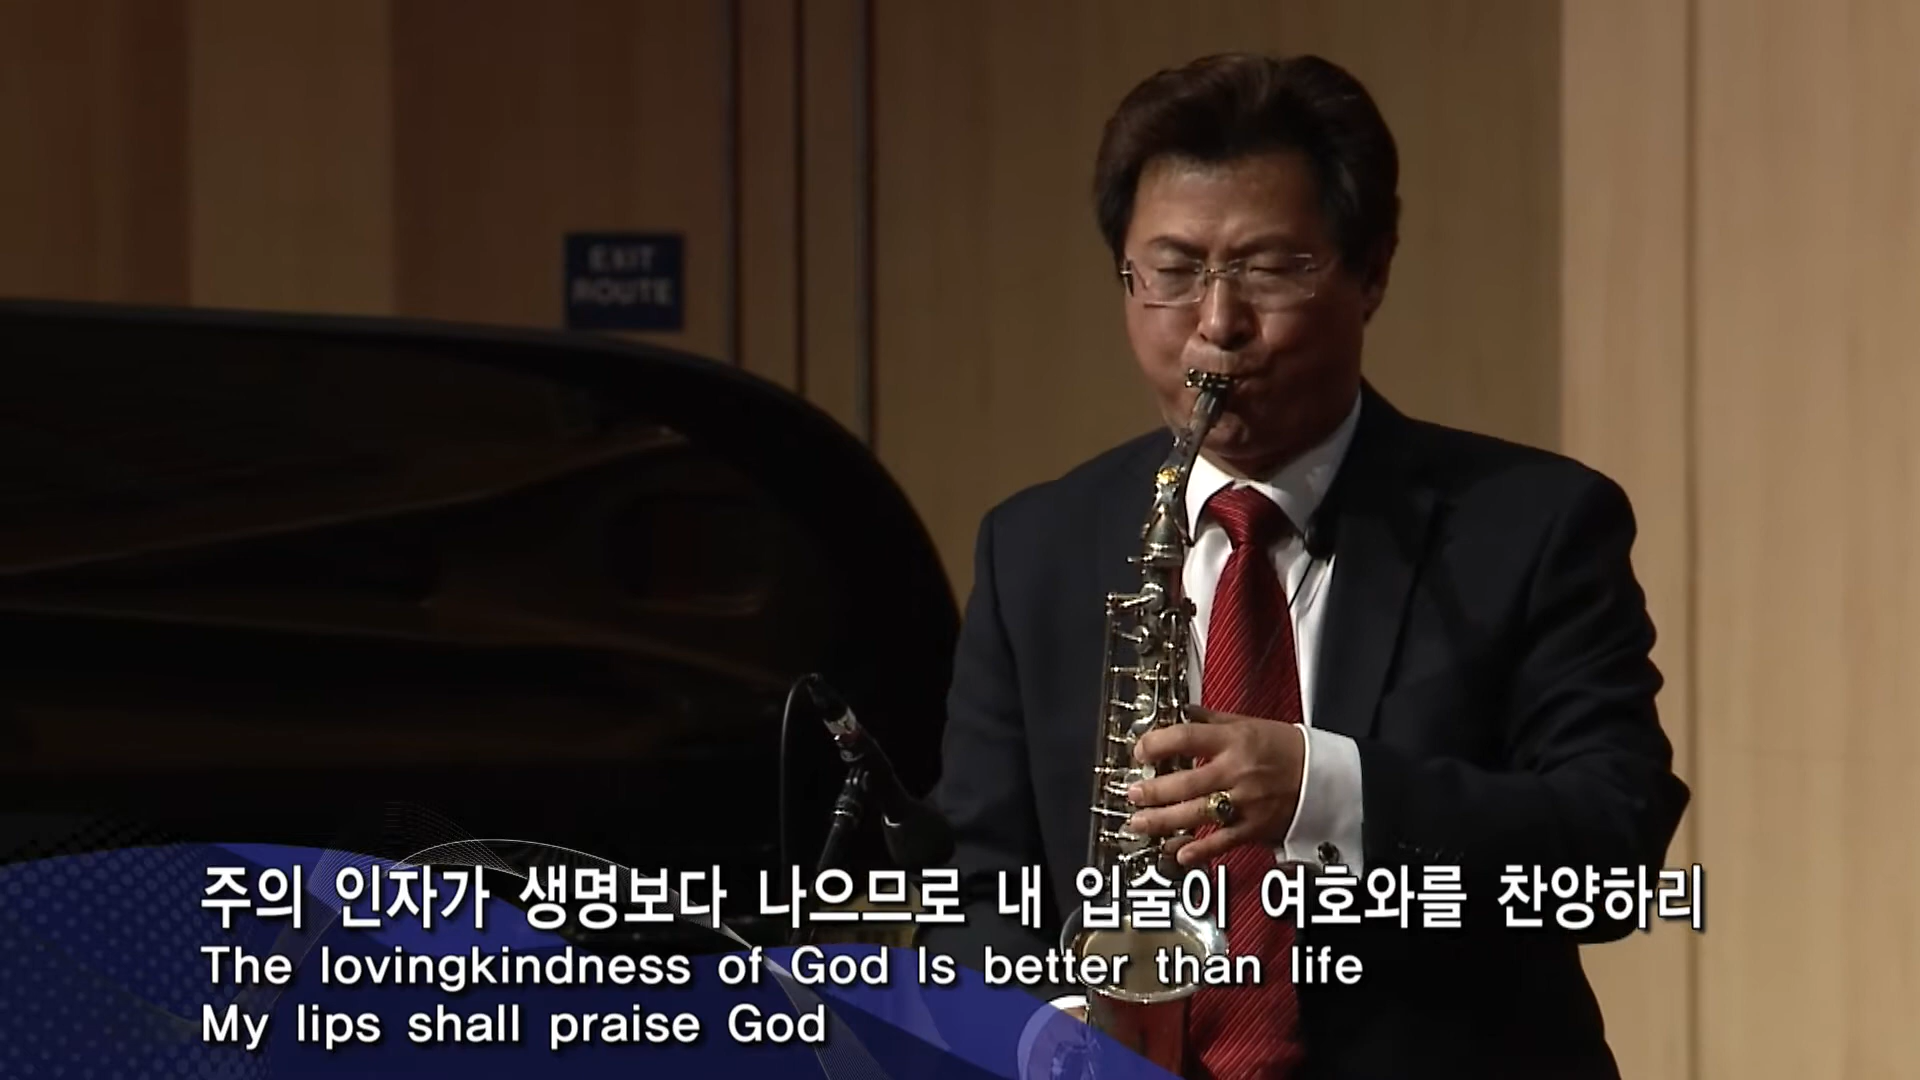 EXIT
ROUTE
주의 인자가 생명보다 나으므로 내 입술이 여호와를 찬양하리
The lovingkindness of God Is better than life
My lips shall praise God